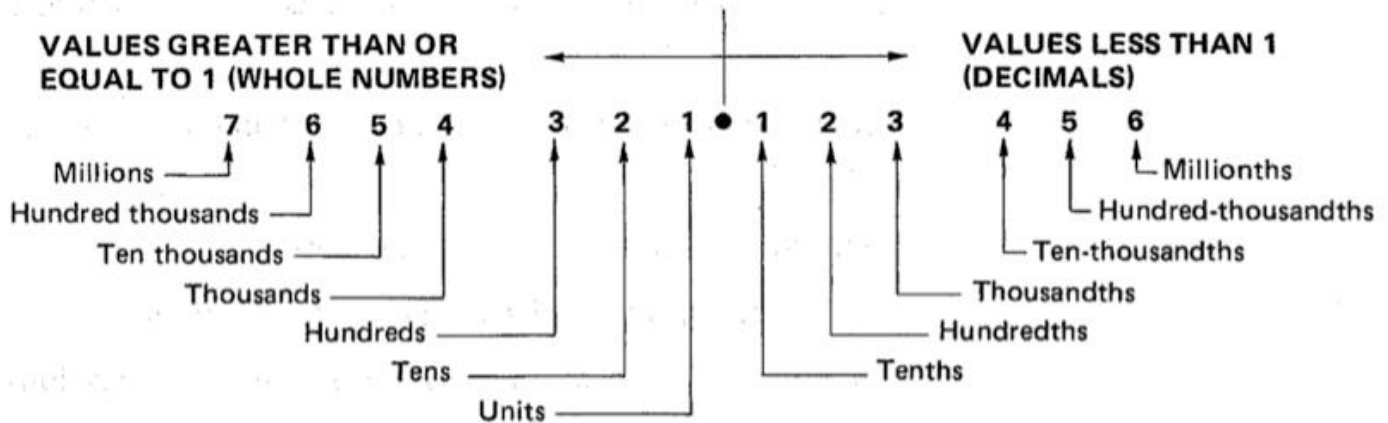 VALUES GREATER THAN OR
EQUAL TO 1 (WHOLE NUMBERS)
VALUES LESS THAN 1
(DECIMALS)
7 6 5 4 3 2 1 • 1 2 3 4 5 6
Millions
Millionths
Hundred thousands
Hundred-thousandths
Ten thousands
Ten-thousandths
Thousands
Thousandths
Hundreds
Hundredths
Tens
Tenths
Units